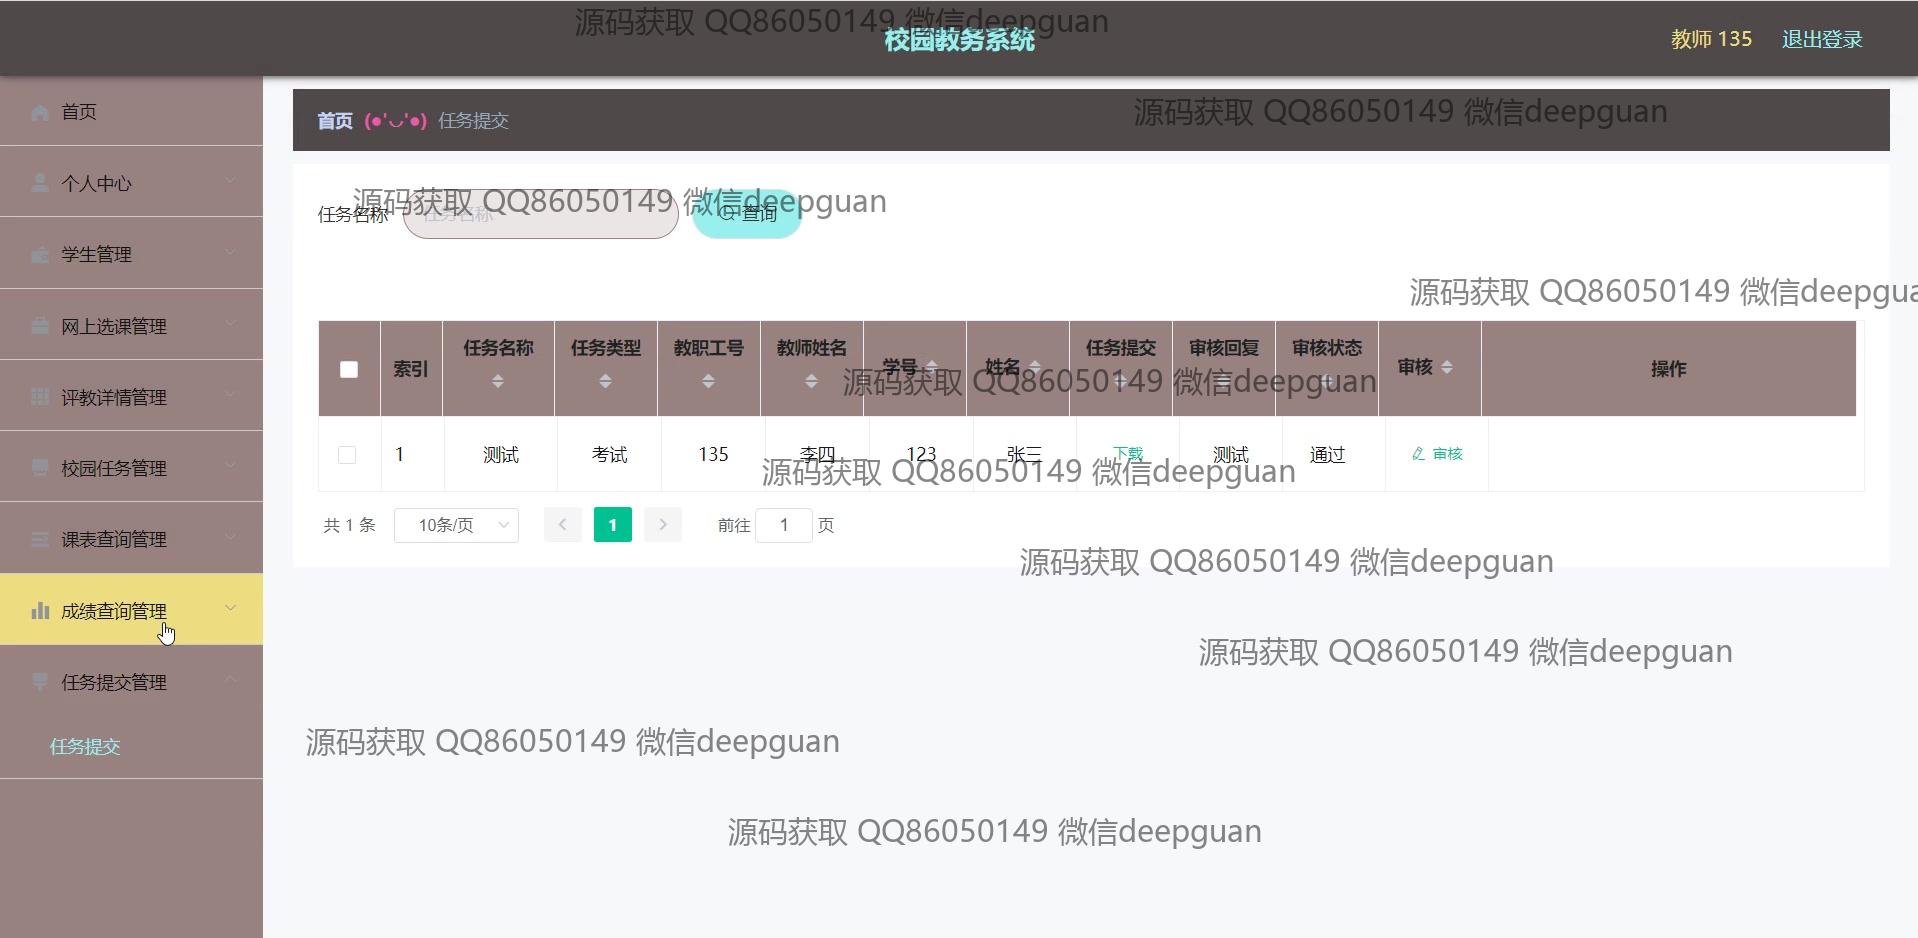 源码获取 QQ86050149 微信deepguan
校园教务系统
教师 135
退出登录
首页
个人中心
学生管理
网上选课管理
评教详情管理
校园任务管理
课表查询管理
成绩查询管理
任务提交管理
任务提交
首页 (●'◡'●) 任务提交
源码获取 QQ86050149 微信deepguan
源码获取 QQ86050149 微信deepguan
任务名称 任务名称 查询
源码获取 QQ86050149 微信deepgua
索引 任务名称 任务类型 教职工号 教师姓名 学号 姓名 任务提交 审核回复 审核状态 审核 操作
源码获取 QQ86050149 微信deepguan
1 测试 考试 135 李四 123 张三 下载 测试 通过 审核
源码获取 QQ86050149 微信deepguan
共 1 条 10条/页 1 前往 1 页
源码获取 QQ86050149 微信deepguan
源码获取 QQ86050149 微信deepguan
源码获取 QQ86050149 微信deepguan
源码获取 QQ86050149 微信deepguan